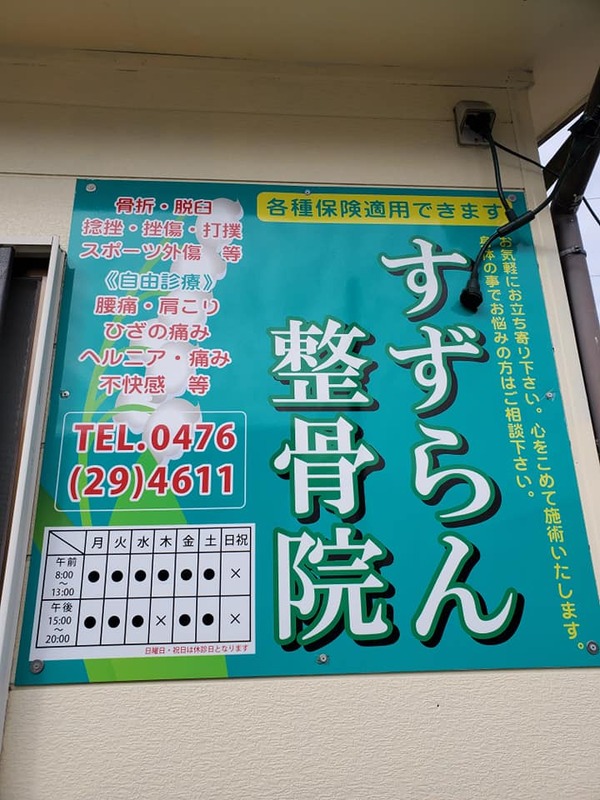 各種保険適用できます
すずらん
整骨院
お気軽にお立ち寄り下さい。心をこめて施術いたします。
身体の事でお悩みの方はご相談下さい。
骨折・脱臼
捻挫・挫傷・打撲
スポーツ外傷 等
《自由診療》
腰痛・肩こり
ひざの痛み
ヘルニア・痛み
不快感 等
TEL.0476
(29)4611
月 火 水 木 金 土 日祝
午前 8:00～13:00 ● ● ● ● ● ● ×
午後 15:00～20:00 ● ● ● × ● ● ×
日曜日・祝日は休診日となります